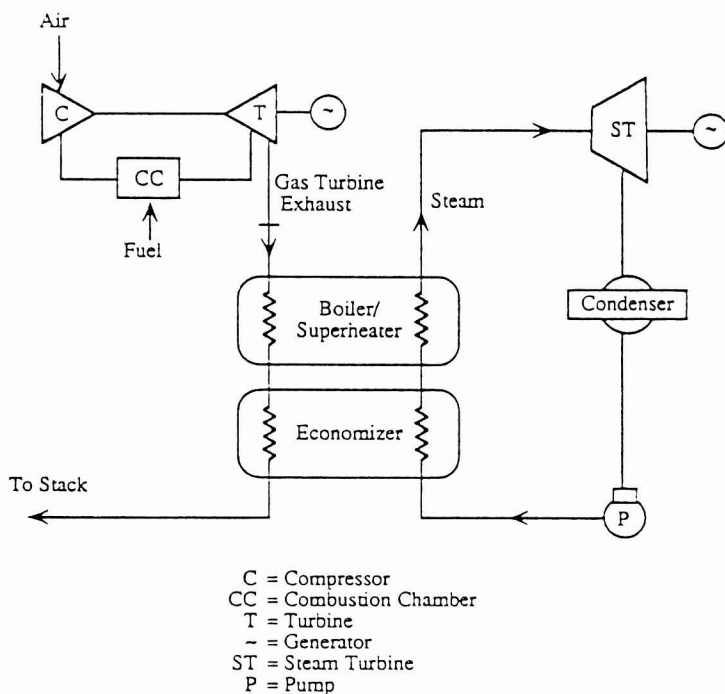 Air
C
T
~
CC
Fuel
Gas Turbine
Exhaust
Steam
ST
~
Boiler/
Superheater
Condenser
Economizer
To Stack
P
C = Compressor
CC = Combustion Chamber
T = Turbine
~ = Generator
ST = Steam Turbine
P = Pump